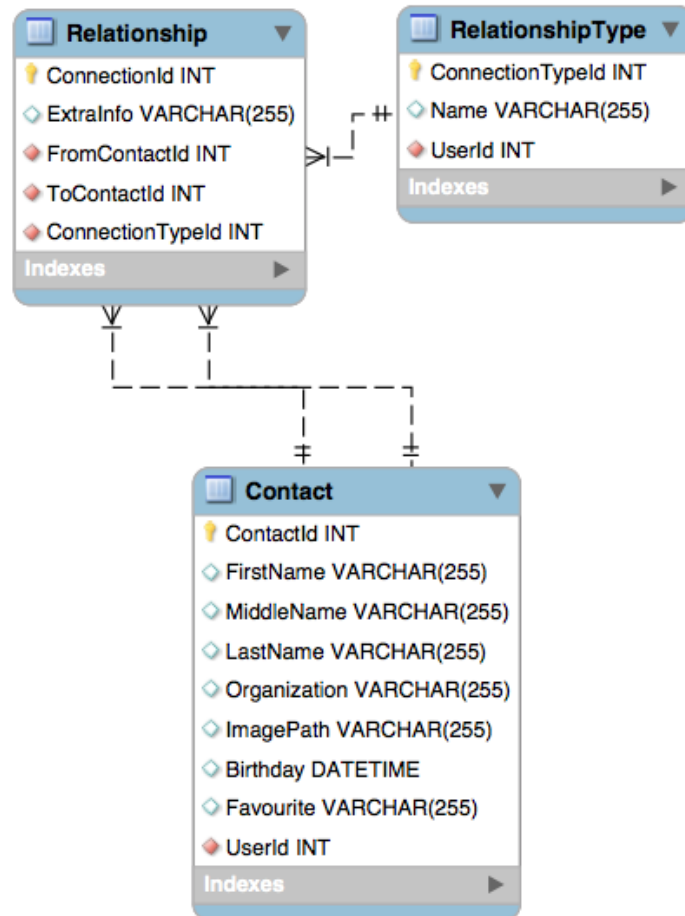 Relationship
ConnectionId INT
ExtraInfo VARCHAR(255)
FromContactId INT
ToContactId INT
ConnectionTypeId INT
Indexes
RelationshipType
ConnectionTypeId INT
Name VARCHAR(255)
UserId INT
Indexes
Contact
ContactId INT
FirstName VARCHAR(255)
MiddleName VARCHAR(255)
LastName VARCHAR(255)
Organization VARCHAR(255)
ImagePath VARCHAR(255)
Birthday DATETIME
Favourite VARCHAR(255)
UserId INT
Indexes